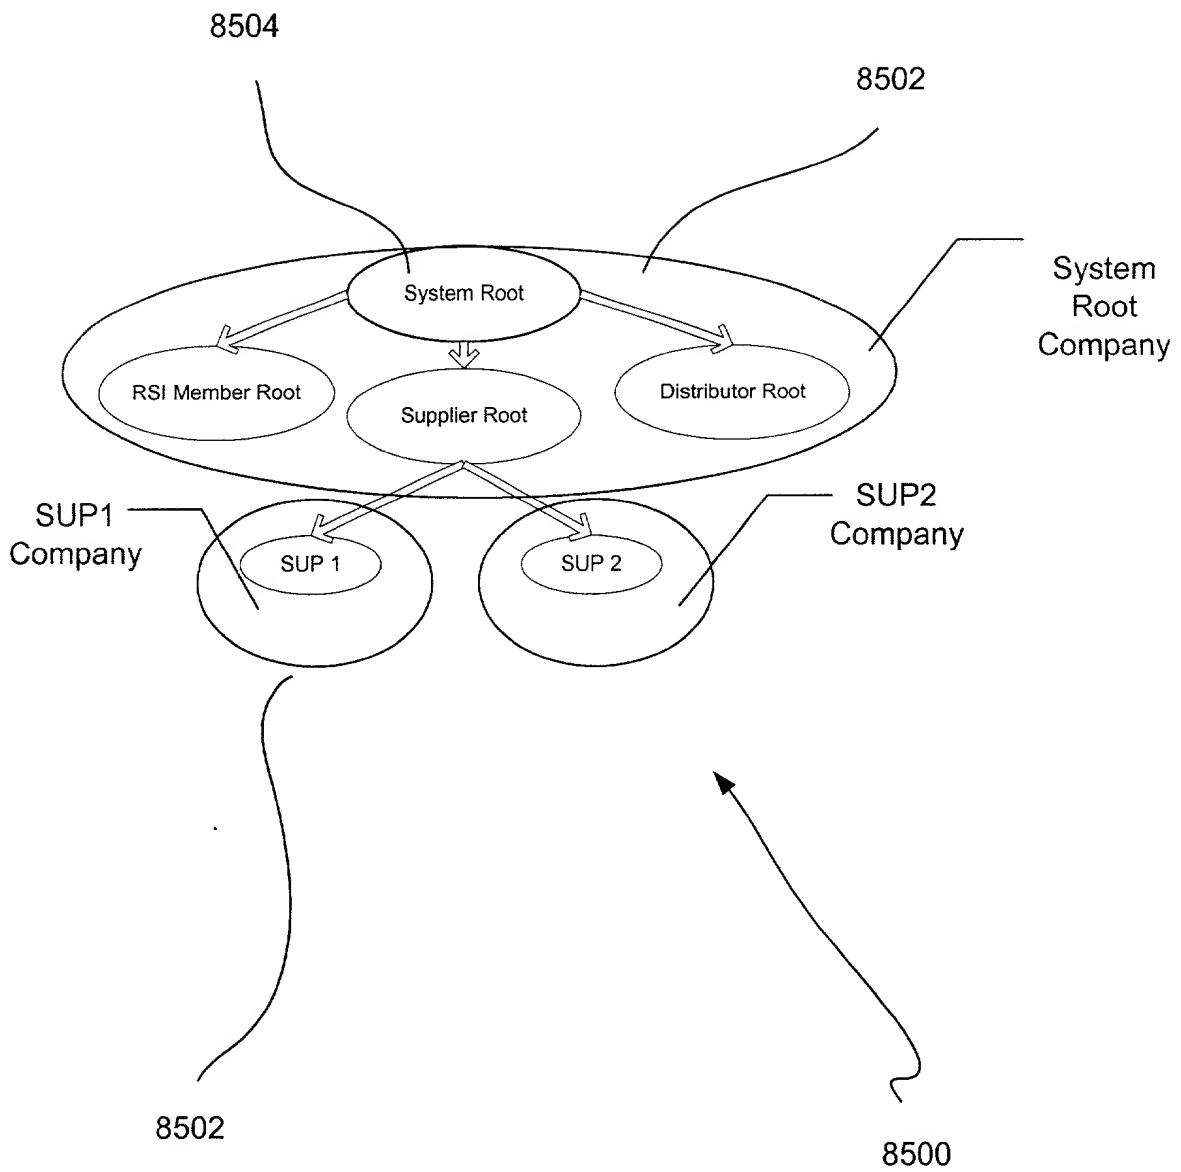 8504
8502
System Root
System
Root
Company
RSI Member Root
Supplier Root
Distributor Root
SUP1
Company
SUP2
Company
SUP 1
SUP 2
8502
8500